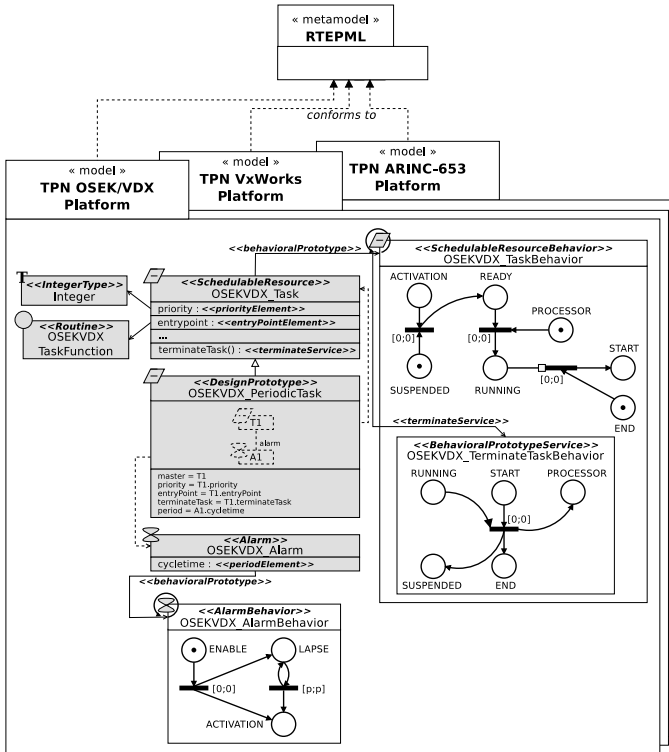 « metamodel »
RTEPML
conforms to
« model »
TPN ARINC-653
Platform
« model »
TPN VxWorks
Platform
« model »
TPN OSEK/VDX
Platform
<<behavioralPrototype>>
T
<<IntegerType>>
Integer
<<Routine>>
OSEKVDX
TaskFunction
<<SchedulableResource>>
OSEKVDX_Task
priority : <<priorityElement>>
entrypoint : <<entryPointElement>>
...
terminateTask() : <<terminateService>>
<<DesignPrototype>>
OSEKVDX_PeriodicTask
T1
alarm
A1
master = T1
priority = T1.priority
entryPoint = T1.entryPoint
terminateTask = T1.terminateTask
period = A1.cycletime
<<Alarm>>
OSEKVDX_Alarm
cycletime : <<periodElement>>
<<behavioralPrototype>>
<<AlarmBehavior>>
OSEKVDX_AlarmBehavior
ENABLE
LAPSE
[0;0]
[p;p]
ACTIVATION
<<SchedulableResourceBehavior>>
OSEKVDX_TaskBehavior
ACTIVATION
READY
PROCESSOR
[0;0]
[0;0]
START
SUSPENDED
RUNNING
[0;0]
END
<<terminateService>>
<<BehavioralPrototypeService>>
OSEKVDX_TerminateTaskBehavior
RUNNING
START
PROCESSOR
[0;0]
SUSPENDED
END